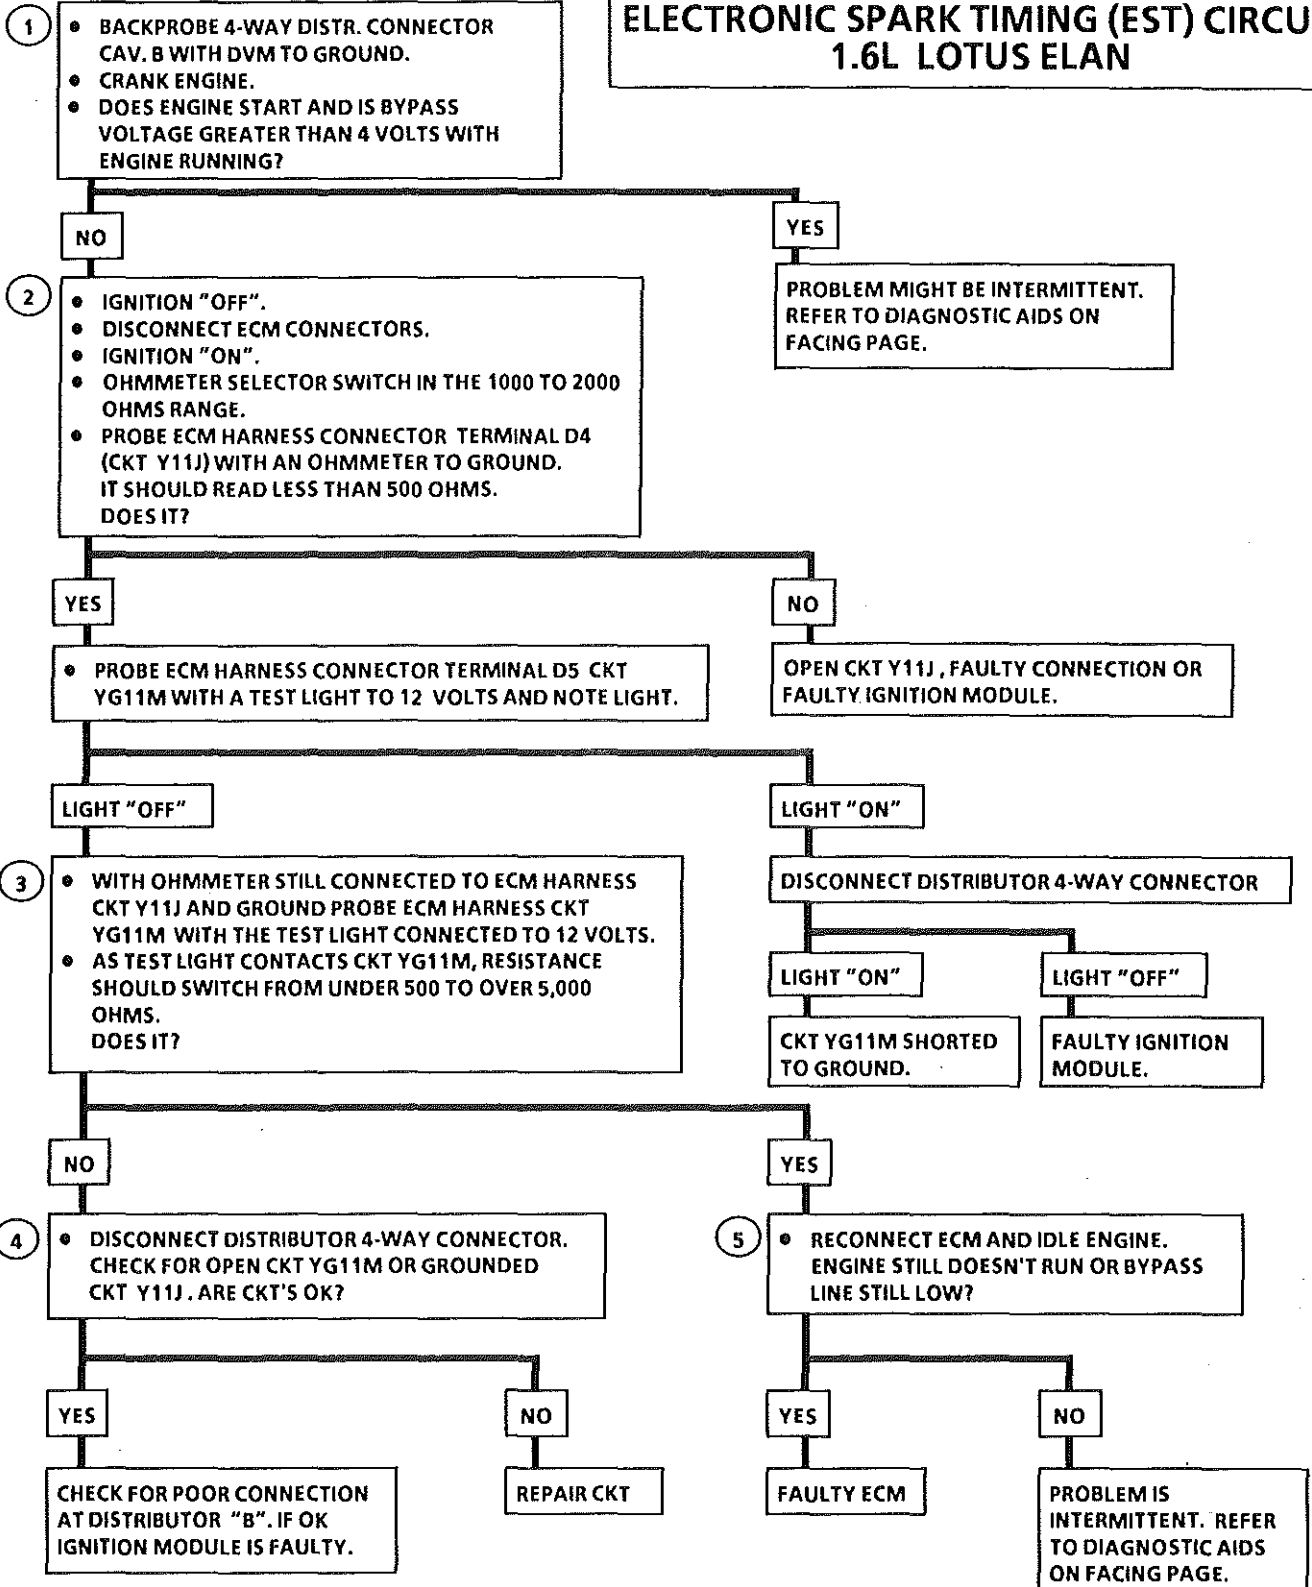 ELECTRONIC SPARK TIMING (EST) CIRCU
1.6L LOTUS ELAN
1
• BACKPROBE 4-WAY DISTR. CONNECTOR
CAV. B WITH DVM TO GROUND.
• CRANK ENGINE.
• DOES ENGINE START AND IS BYPASS
VOLTAGE GREATER THAN 4 VOLTS WITH
ENGINE RUNNING?
NO
YES
PROBLEM MIGHT BE INTERMITTENT.
REFER TO DIAGNOSTIC AIDS ON
FACING PAGE.
2
• IGNITION "OFF".
• DISCONNECT ECM CONNECTORS.
• IGNITION "ON".
• OHMMETER SELECTOR SWITCH IN THE 1000 TO 2000
OHMS RANGE.
• PROBE ECM HARNESS CONNECTOR TERMINAL D4
(CKT Y11J) WITH AN OHMMETER TO GROUND.
IT SHOULD READ LESS THAN 500 OHMS.
DOES IT?
YES
NO
• PROBE ECM HARNESS CONNECTOR TERMINAL D5 CKT
YG11M WITH A TEST LIGHT TO 12 VOLTS AND NOTE LIGHT.
OPEN CKT Y11J, FAULTY CONNECTION OR
FAULTY IGNITION MODULE.
LIGHT "OFF"
LIGHT "ON"
3
• WITH OHMMETER STILL CONNECTED TO ECM HARNESS
CKT Y11J AND GROUND PROBE ECM HARNESS CKT
YG11M WITH THE TEST LIGHT CONNECTED TO 12 VOLTS.
• AS TEST LIGHT CONTACTS CKT YG11M, RESISTANCE
SHOULD SWITCH FROM UNDER 500 TO OVER 5,000
OHMS.
DOES IT?
DISCONNECT DISTRIBUTOR 4-WAY CONNECTOR
LIGHT "ON"
LIGHT "OFF"
CKT YG11M SHORTED
TO GROUND.
FAULTY IGNITION
MODULE.
NO
YES
4
• DISCONNECT DISTRIBUTOR 4-WAY CONNECTOR.
CHECK FOR OPEN CKT YG11M OR GROUNDED
CKT Y11J. ARE CKT'S OK?
5
• RECONNECT ECM AND IDLE ENGINE.
ENGINE STILL DOESN'T RUN OR BYPASS
LINE STILL LOW?
YES
NO
YES
NO
CHECK FOR POOR CONNECTION
AT DISTRIBUTOR "B". IF OK
IGNITION MODULE IS FAULTY.
REPAIR CKT
FAULTY ECM
PROBLEM IS
INTERMITTENT. REFER
TO DIAGNOSTIC AIDS
ON FACING PAGE.